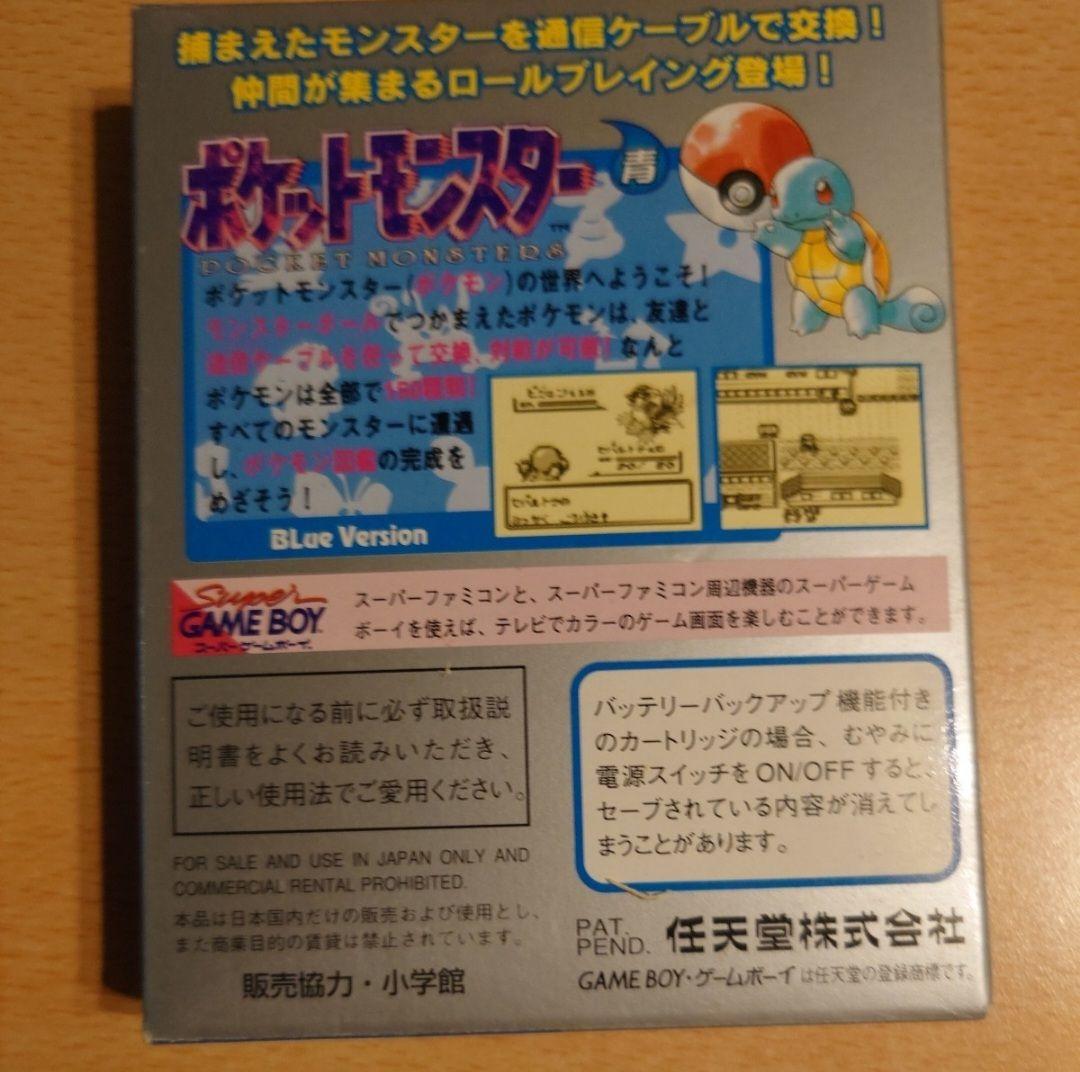 捕まえたモンスターを通信ケーブルで交換！
仲間が集まるロールプレイング登場！
ポケットモンスター 青
TM
POCKET MONSTERS
ポケットモンスター(ポケモン)の世界へようこそ！
モンスターボールでつかまえたポケモンは、友達と
通信ケーブルを使って交換、対戦が可能！なんと
ポケモンは全部で150種類！
すべてのモンスターに遭遇
し、ポケモン図鑑の完成を
めざそう！
BLue Version
Super
GAME BOY
スーパーゲームボーイ
スーパーファミコンと、スーパーファミコン周辺機器のスーパーゲーム
ボーイを使えば、テレビでカラーのゲーム画面を楽しむことができます。
ご使用になる前に必ず取扱説
明書をよくお読みいただき、
正しい使用法でご愛用ください。
バッテリーバックアップ機能付き
のカートリッジの場合、むやみに
電源スイッチをON/OFFすると、
セーブされている内容が消えてし
まうことがあります。
FOR SALE AND USE IN JAPAN ONLY AND
COMMERCIAL RENTAL PROHIBITED.
本品は日本国内だけの販売および使用とし、
また商業目的の賃貸は禁止されています。
販売協力・小学館
PAT.
PEND. 任天堂株式会社
GAME BOY・ゲームボーイは任天堂の登録商標です。